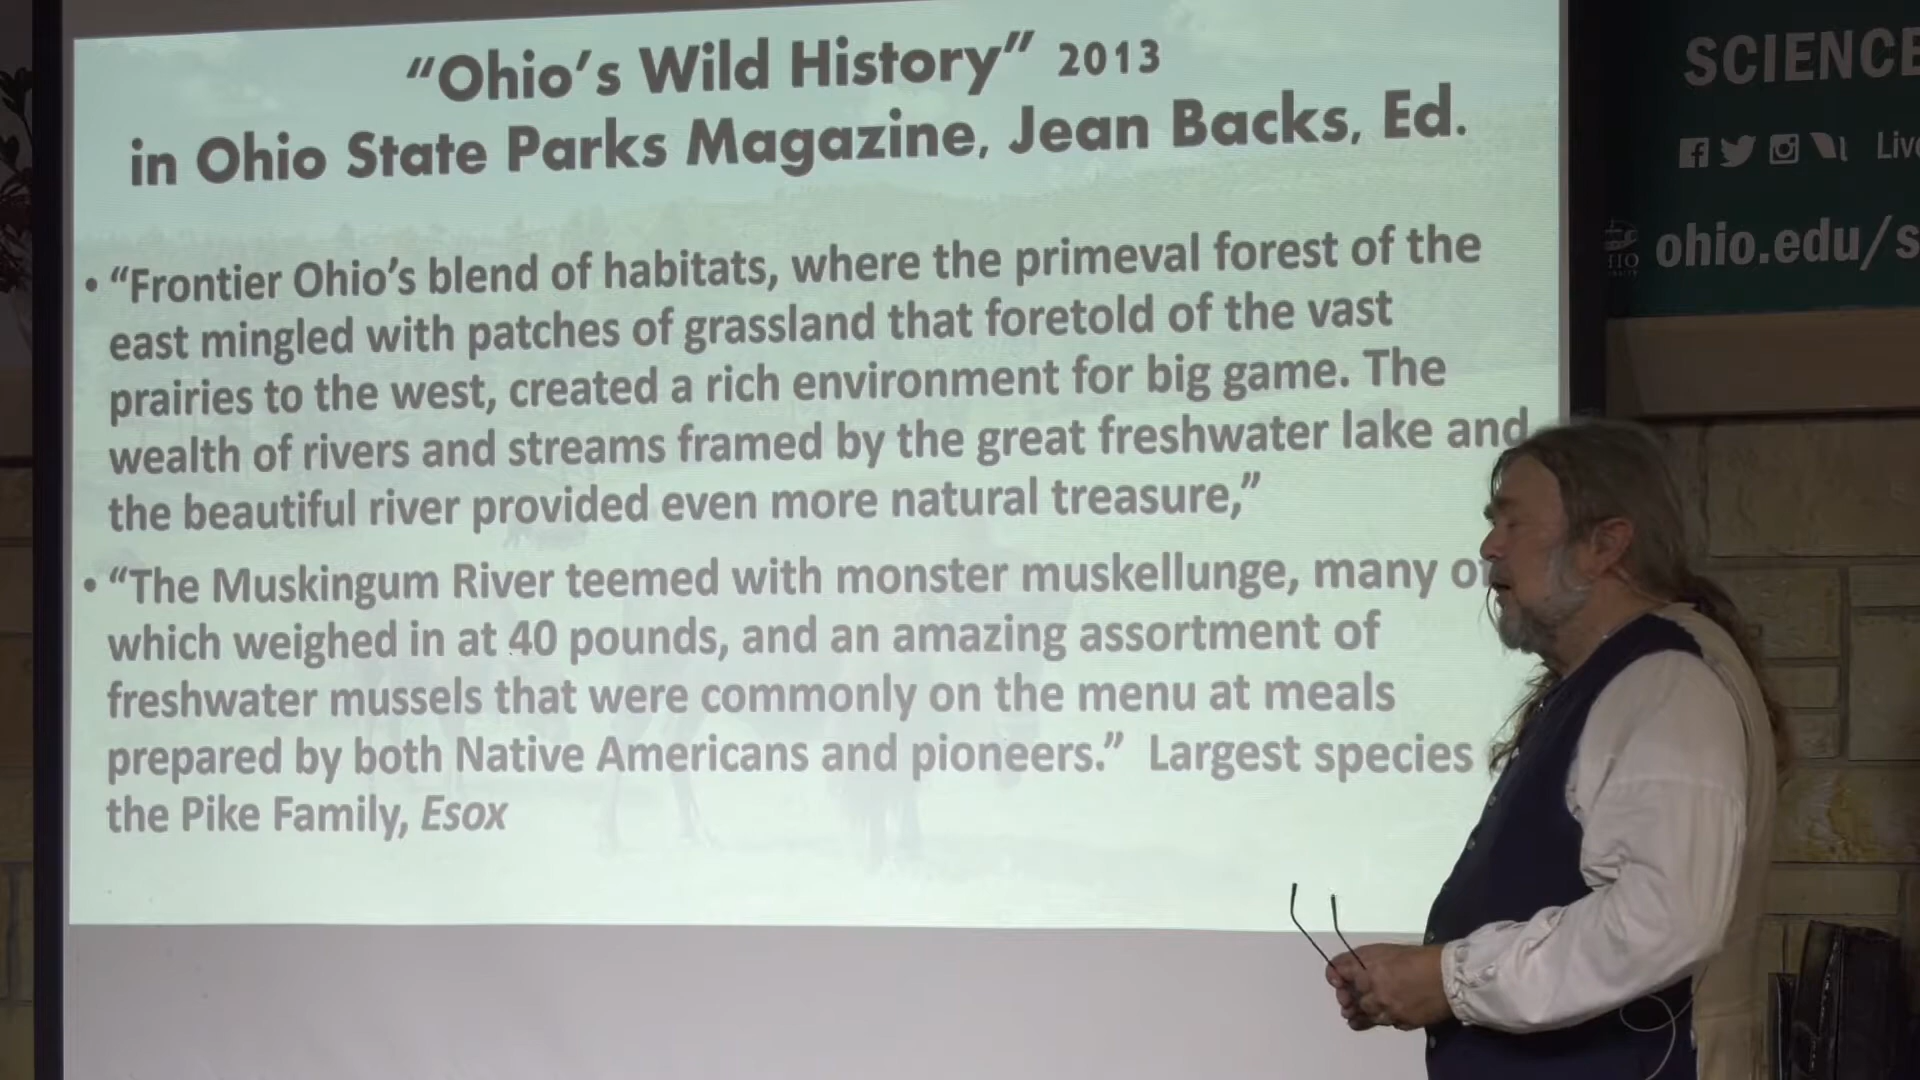 “Ohio’s Wild History” 2013
in Ohio State Parks Magazine, Jean Backs, Ed.
• “Frontier Ohio’s blend of habitats, where the primeval forest of the
east mingled with patches of grassland that foretold of the vast
prairies to the west, created a rich environment for big game. The
wealth of rivers and streams framed by the great freshwater lake and
the beautiful river provided even more natural treasure,”
• “The Muskingum River teemed with monster muskellunge, many of
which weighed in at 40 pounds, and an amazing assortment of
freshwater mussels that were commonly on the menu at meals
prepared by both Native Americans and pioneers.” Largest species
the Pike Family, Esox
SCIENCE
ohio.edu/s